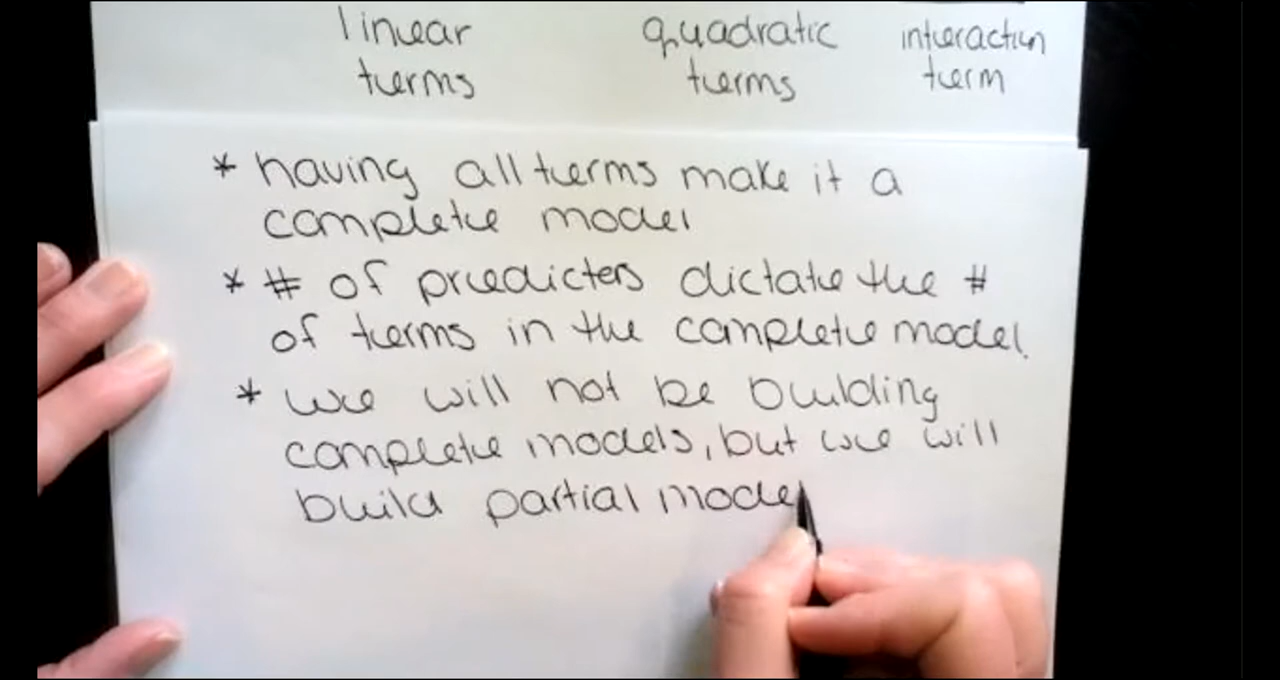 linear quadratic interaction
terms terms term
* having all terms make it a
complete model
* # of predicters dictate the #
of terms in the complete model.
* we will not be building
complete models, but we will
build partial mode